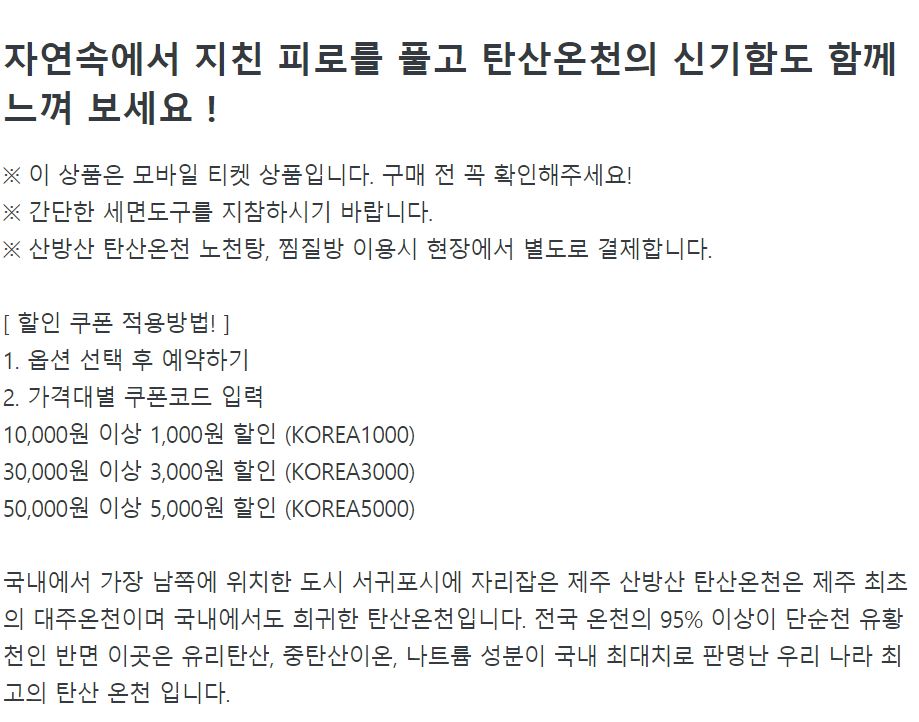 자연속에서 지친 피로를 풀고 탄산온천의 신기함도 함께
느껴 보세요 !
※ 이 상품은 모바일 티켓 상품입니다. 구매 전 꼭 확인해주세요!
※ 간단한 세면도구를 지참하시기 바랍니다.
※ 산방산 탄산온천 노천탕, 찜질방 이용시 현장에서 별도로 결제합니다.
[ 할인 쿠폰 적용방법! ]
1. 옵션 선택 후 예약하기
2. 가격대별 쿠폰코드 입력
10,000원 이상 1,000원 할인 (KOREA1000)
30,000원 이상 3,000원 할인 (KOREA3000)
50,000원 이상 5,000원 할인 (KOREA5000)
국내에서 가장 남쪽에 위치한 도시 서귀포시에 자리잡은 제주 산방산 탄산온천은 제주 최초
의 대주온천이며 국내에서도 희귀한 탄산온천입니다. 전국 온천의 95% 이상이 단순천 유황
천인 반면 이곳은 유리탄산, 중탄산이온, 나트륨 성분이 국내 최대치로 판명난 우리 나라 최
고의 탄산 온천 입니다.